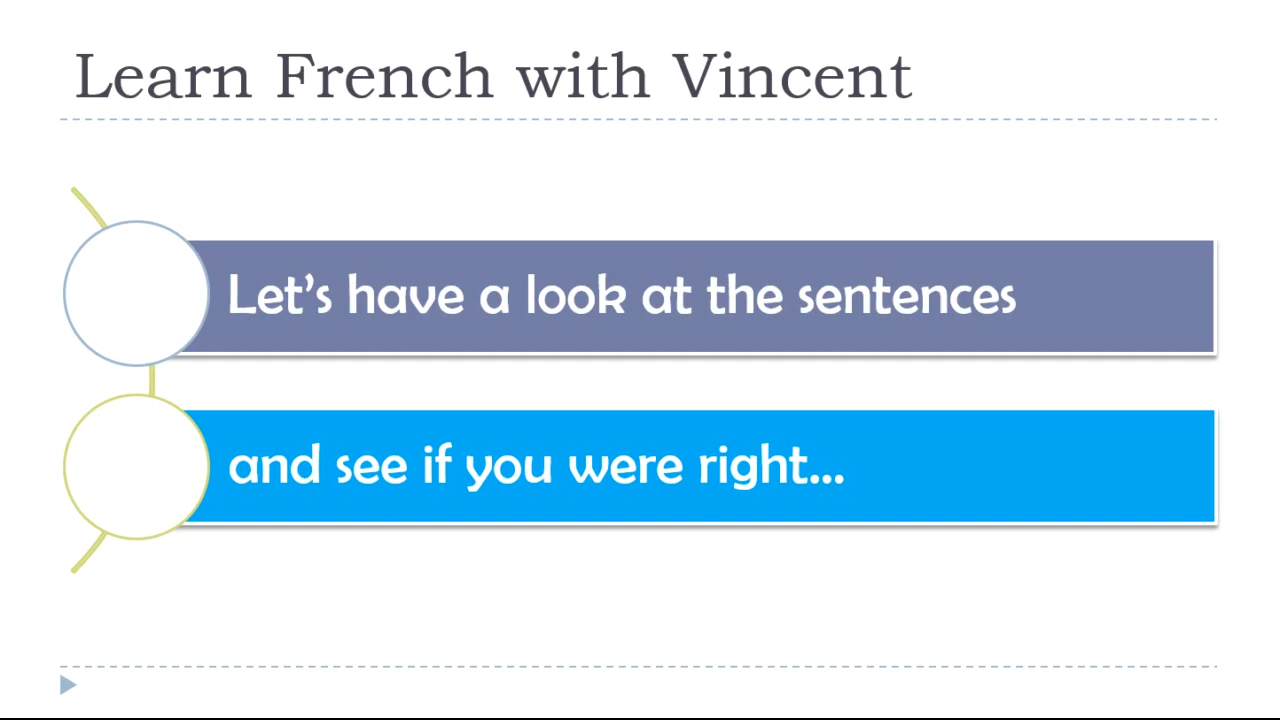 Learn French with Vincent
Let's have a look at the sentences
and see if you were right...